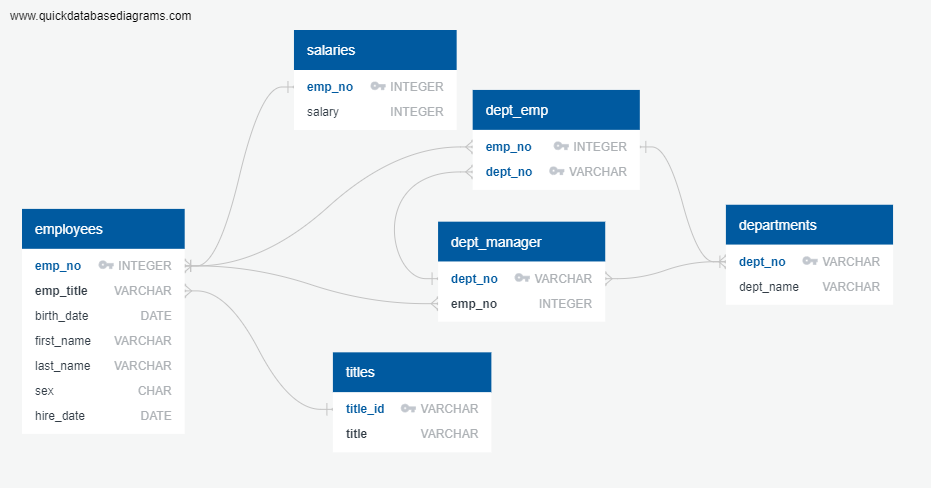 www.quickdatabasediagrams.com
salaries
emp_no INTEGER
salary INTEGER
dept_emp
emp_no INTEGER
dept_no VARCHAR
employees
emp_no INTEGER
emp_title VARCHAR
birth_date DATE
first_name VARCHAR
last_name VARCHAR
sex CHAR
hire_date DATE
dept_manager
dept_no VARCHAR
emp_no INTEGER
departments
dept_no VARCHAR
dept_name VARCHAR
titles
title_id VARCHAR
title VARCHAR